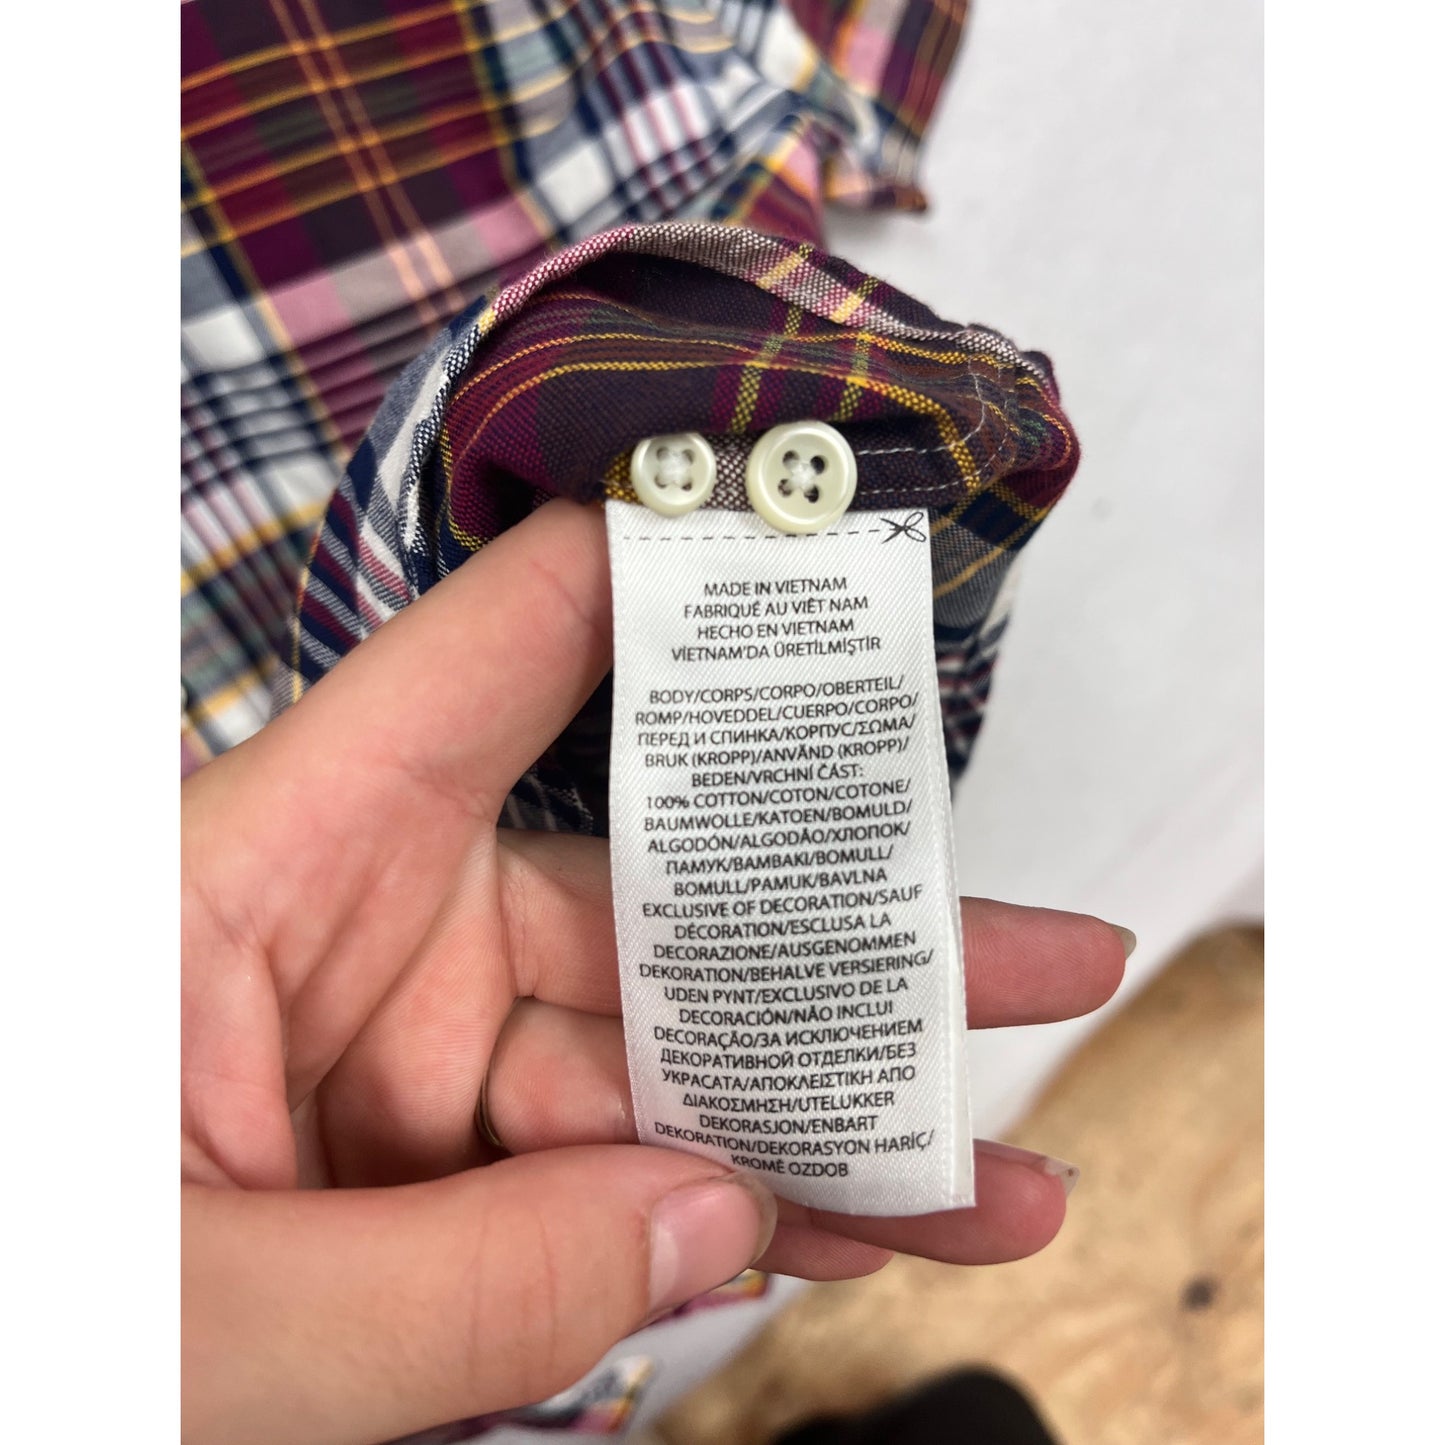 MADE IN VIETNAM
FABRIQUÉ AU VIÊT NAM
HECHO EN VIETNAM
VİETNAM'DA ÜRETİLMİŞTİR
BODY/CORPS/CORPO/OBERTEIL/
ROMP/HOVEDDEL/CUERPO/CORPO/
ПЕРЕД И СПИНКА/КОРПУС/ΣΩΜΑ/
BRUK (KROPP)/ANVÄND (KROPP)/
BEDEN/VRCHNÍ ČÁST:
100% COTTON/COTON/COTONE/
BAUMWOLLE/KATOEN/BOMULD/
ALGODÓN/ALGODÃO/ХЛОПОК/
ПАМУК/ΒΑΜΒΑΚΙ/BOMULL/
BOMULL/PAMUK/BAVLNA
EXCLUSIVE OF DECORATION/SAUF
DÉCORATION/ESCLUSA LA
DECORAZIONE/AUSGENOMMEN
DEKORATION/BEHALVE VERSIERING/
UDEN PYNT/EXCLUSIVO DE LA
DECORACIÓN/NÃO INCLUI
DECORAÇÃO/ЗА ИСКЛЮЧЕНИЕМ
ДЕКОРАТИВНОЙ ОТДЕЛКИ/БЕЗ
УКРАСАТА/ΑΠΟΚΛΕΙΣΤΙΚΗ ΑΠΟ
ΔΙΑΚΟΣΜΗΣΗ/UTELUKKER
DEKORASJON/ENBART
DEKORATION/DEKORASYON HARİÇ/
KROMĚ OZDOB